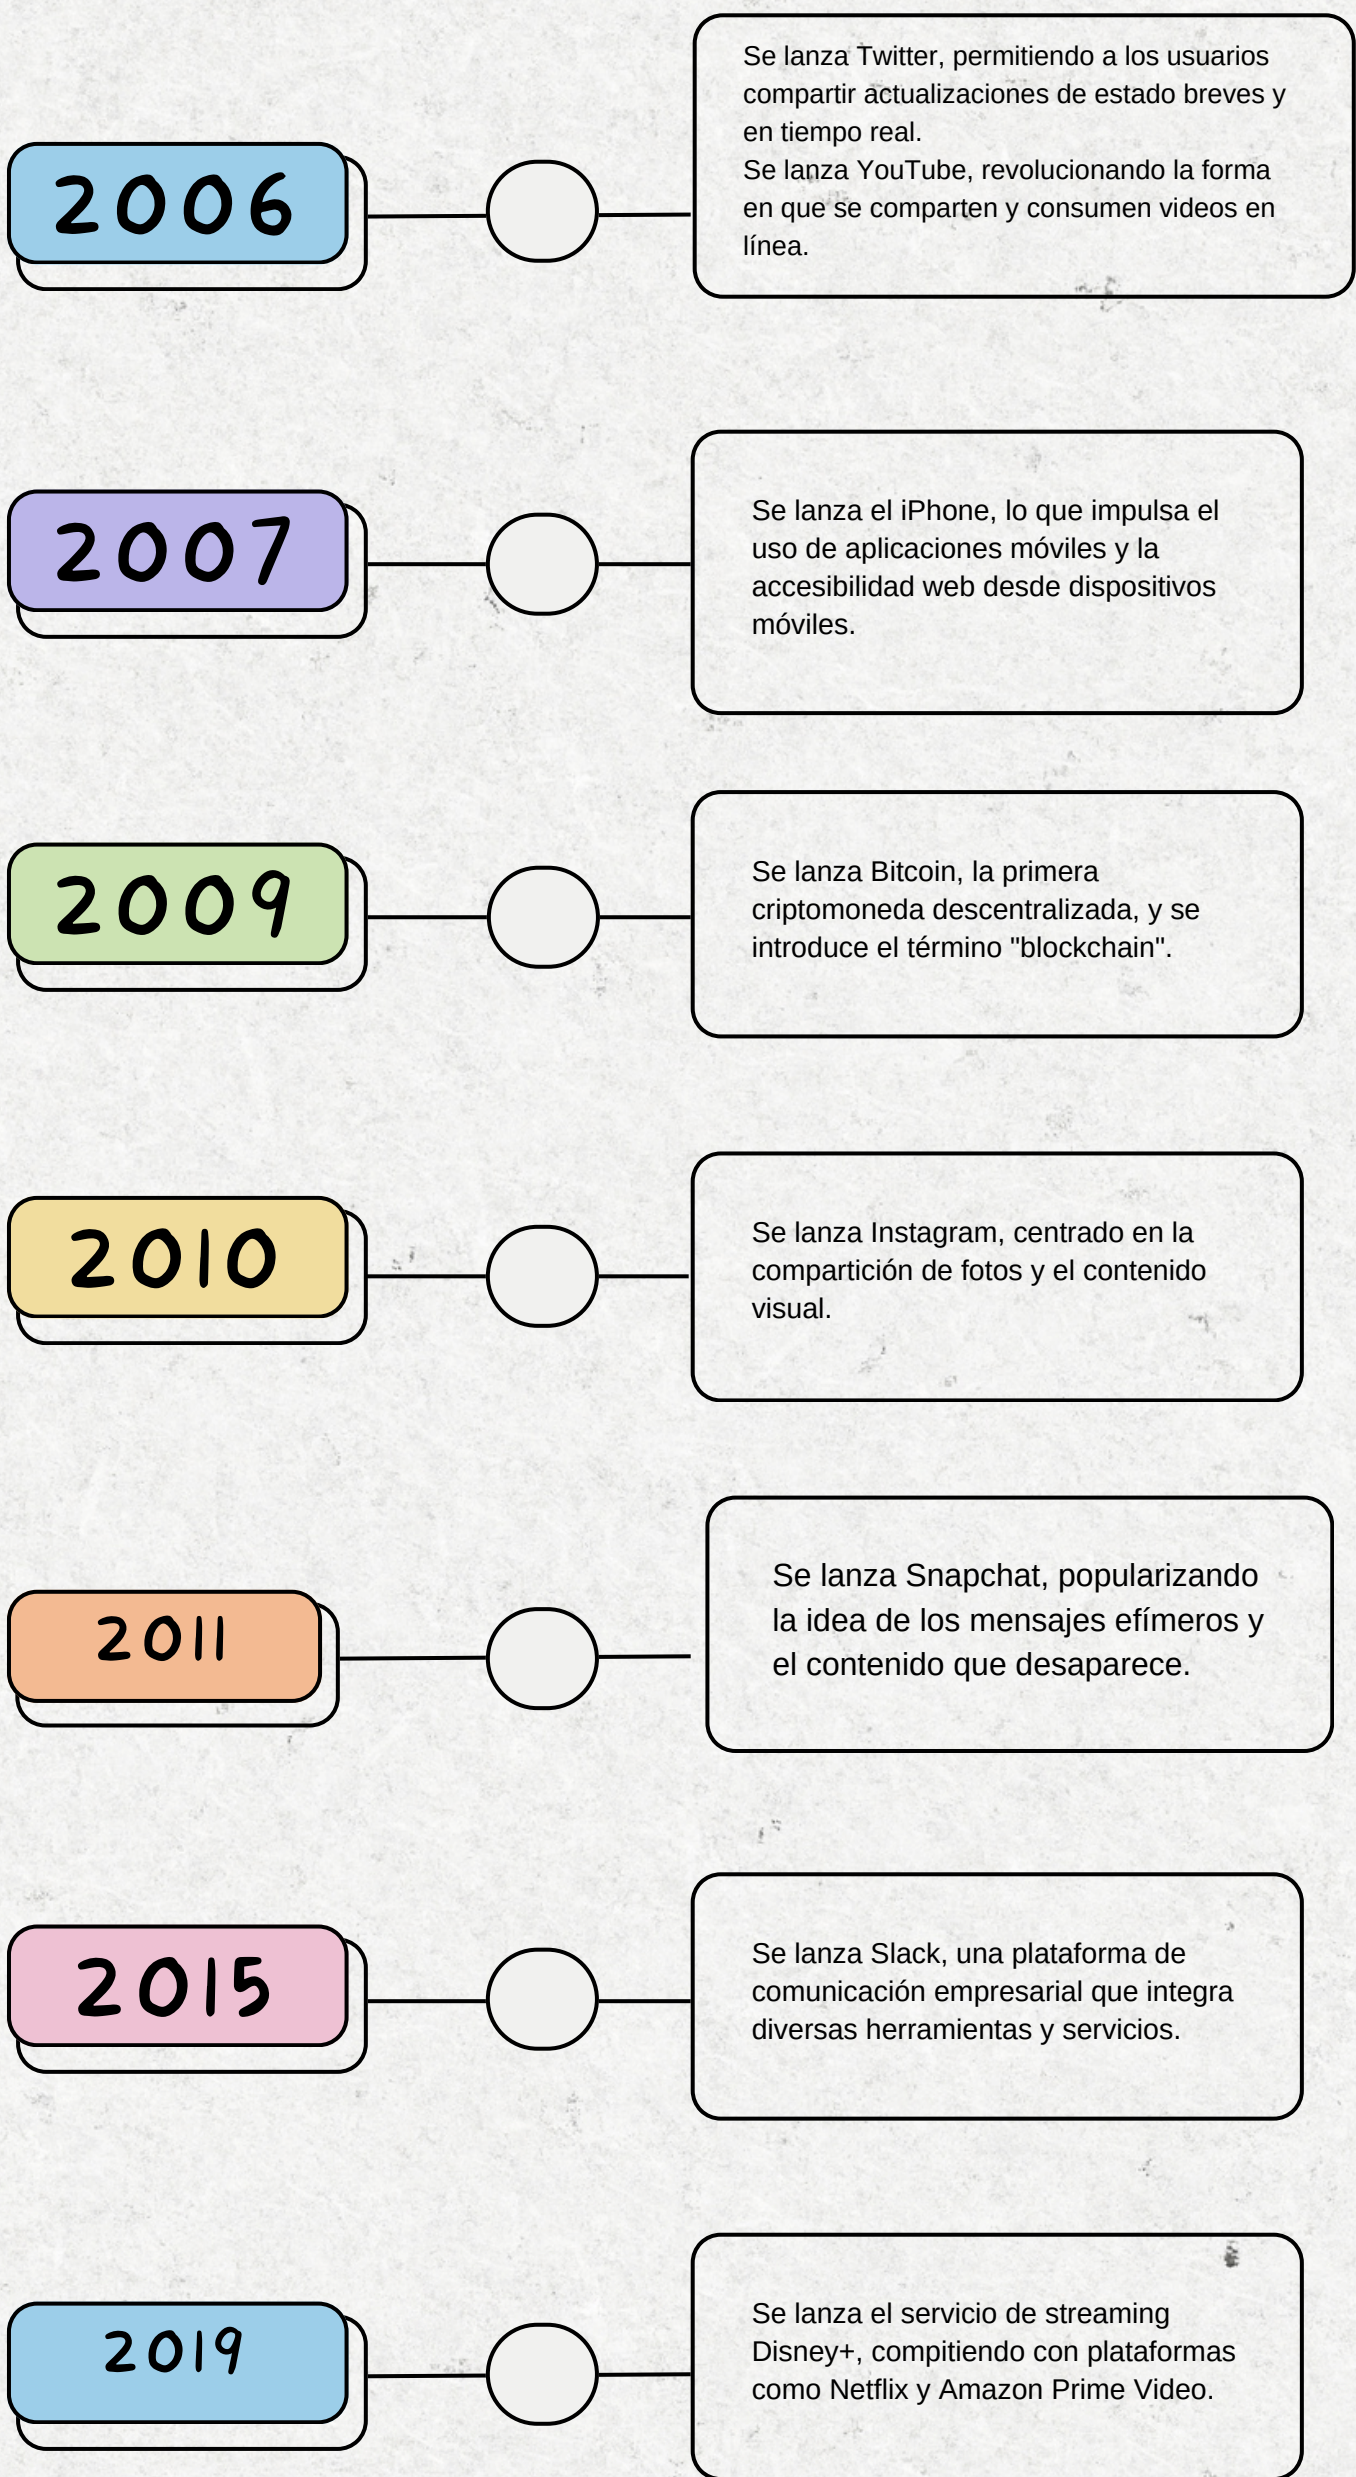 2006
Se lanza Twitter, permitiendo a los usuarios
compartir actualizaciones de estado breves y
en tiempo real.
Se lanza YouTube, revolucionando la forma
en que se comparten y consumen videos en
línea.
2007
Se lanza el iPhone, lo que impulsa el
uso de aplicaciones móviles y la
accesibilidad web desde dispositivos
móviles.
2009
Se lanza Bitcoin, la primera
criptomoneda descentralizada, y se
introduce el término "blockchain".
2010
Se lanza Instagram, centrado en la
compartición de fotos y el contenido
visual.
2011
Se lanza Snapchat, popularizando
la idea de los mensajes efímeros y
el contenido que desaparece.
2015
Se lanza Slack, una plataforma de
comunicación empresarial que integra
diversas herramientas y servicios.
2019
Se lanza el servicio de streaming
Disney+, compitiendo con plataformas
como Netflix y Amazon Prime Video.